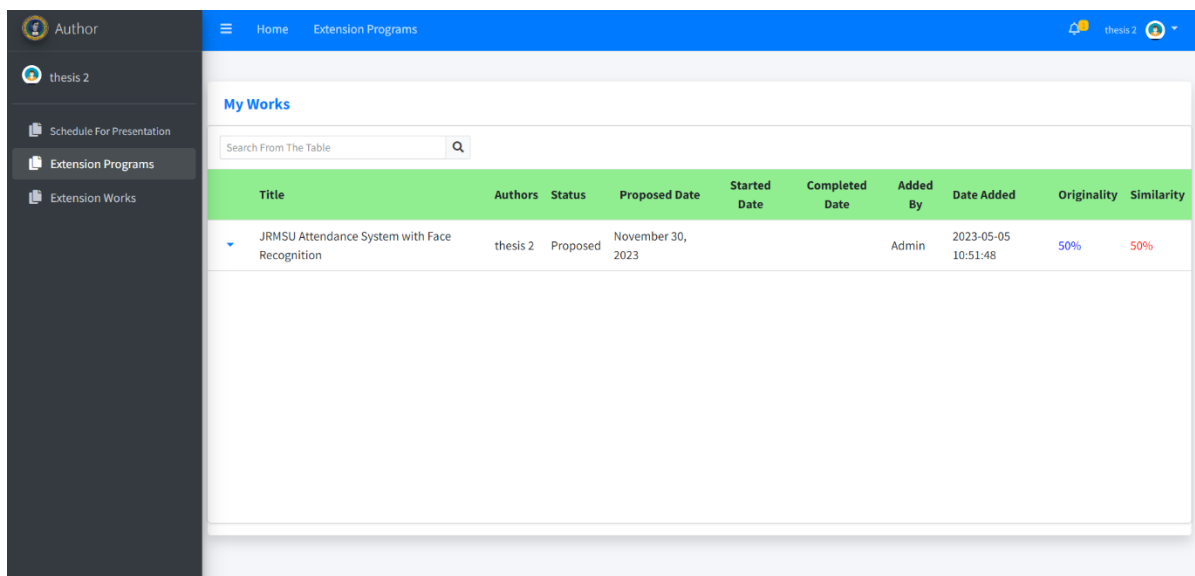 Author
Home Extension Programs
thesis 2
thesis 2
Schedule For Presentation
Extension Programs
Extension Works
My Works
Search From The Table
Title Authors Status Proposed Date Started Date Completed Date Added By Date Added Originality Similarity
JRMSU Attendance System with Face Recognition thesis 2 Proposed November 30, 2023 Admin 2023-05-05 10:51:48 50% 50%